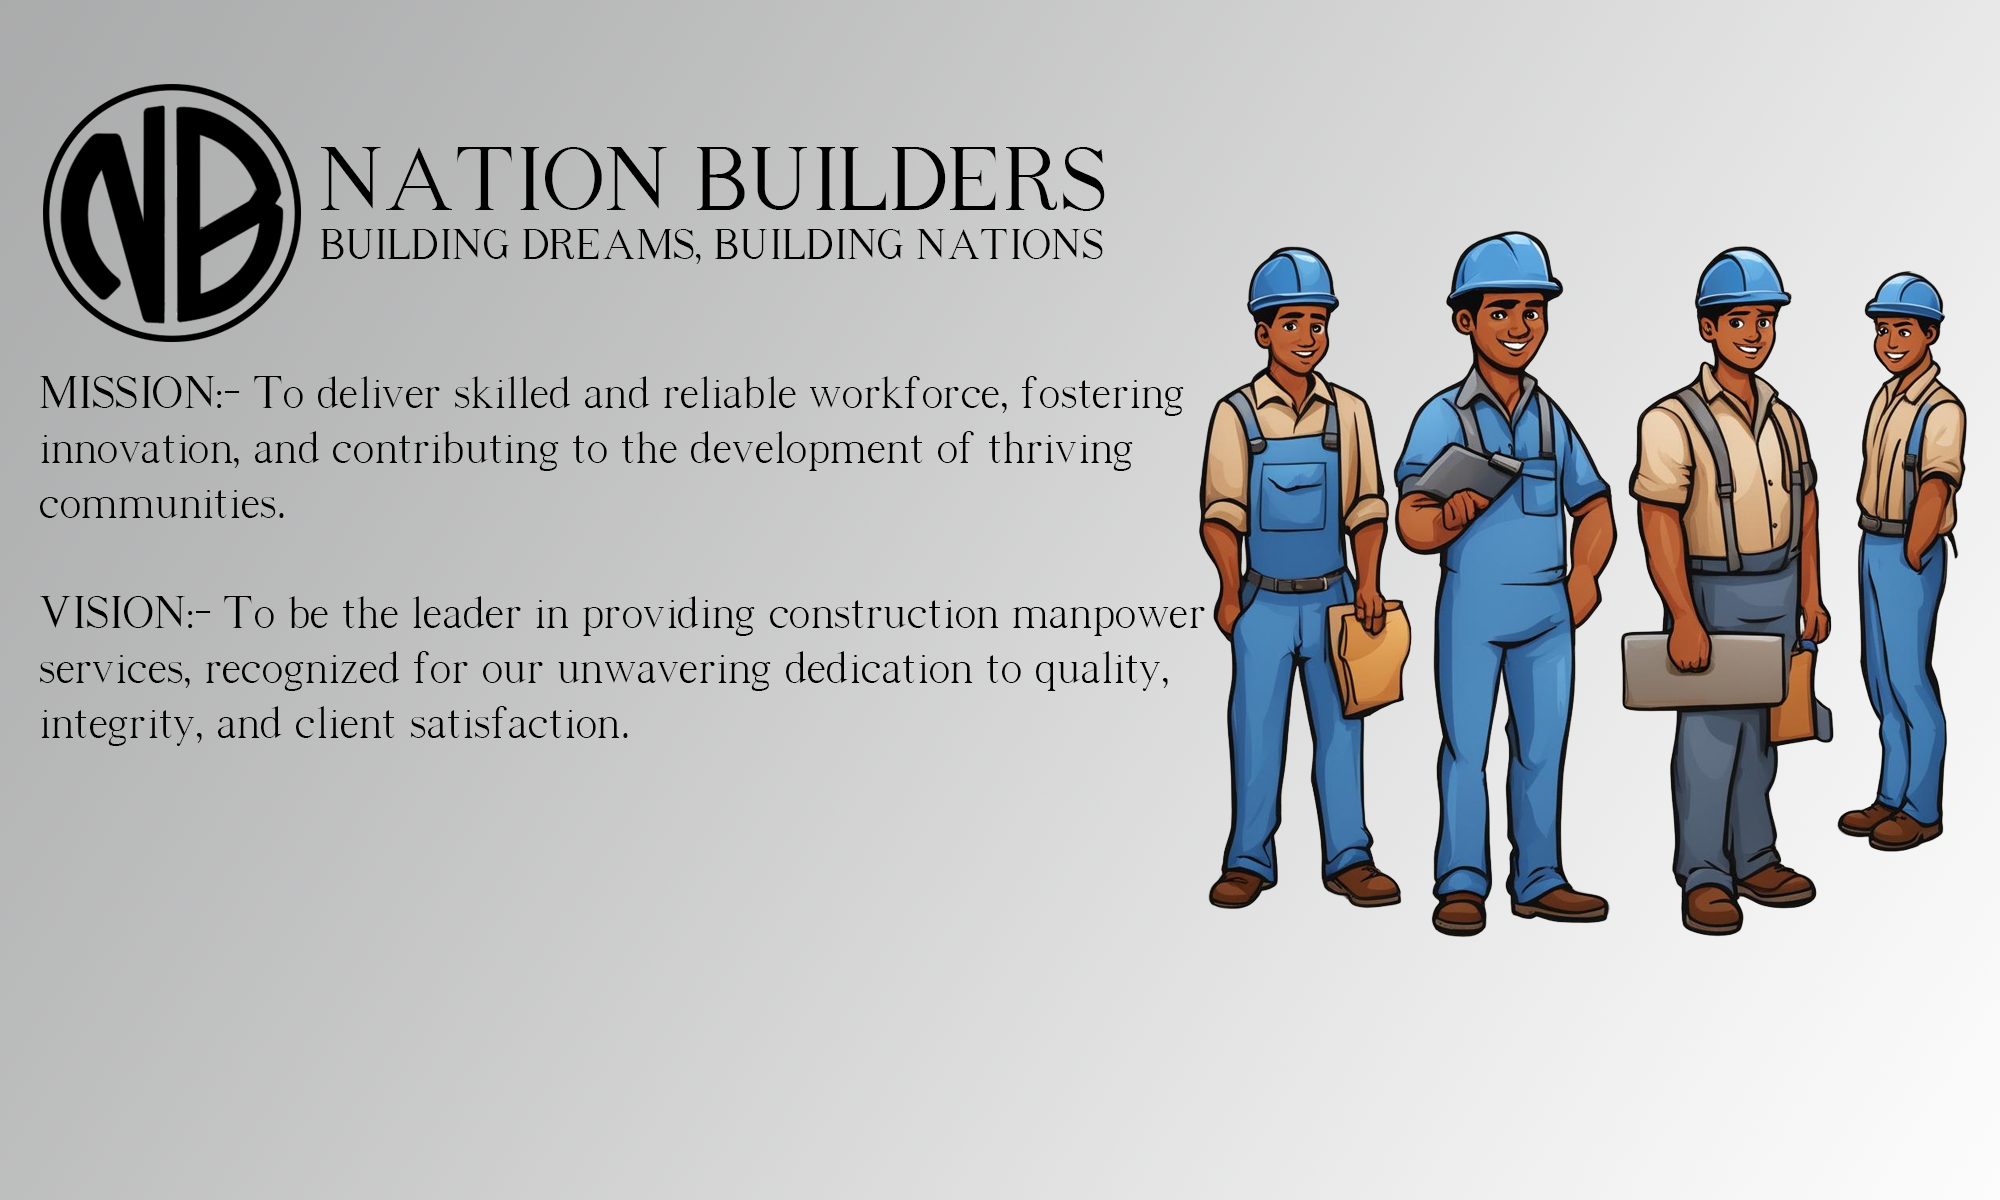 NB
NATION BUILDERS
BUILDING DREAMS, BUILDING NATIONS
MISSION:- To deliver skilled and reliable workforce, fostering
innovation, and contributing to the development of thriving
communities.
VISION:- To be the leader in providing construction manpower
services, recognized for our unwavering dedication to quality,
integrity, and client satisfaction.